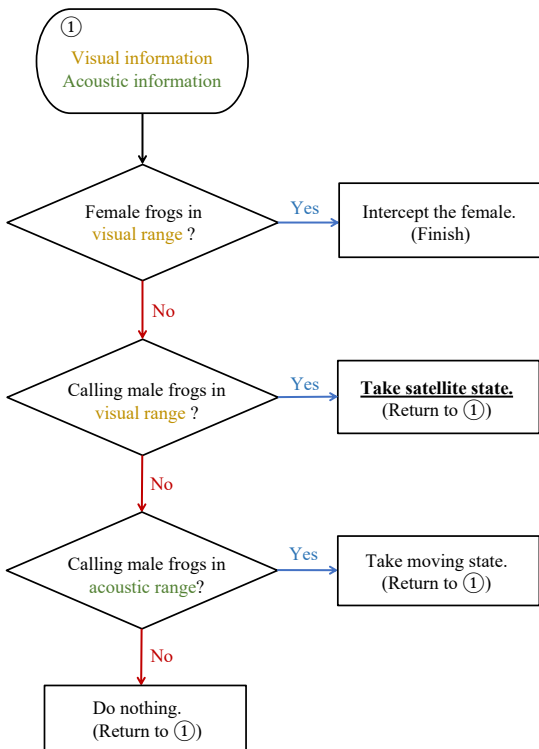 ①
Visual information
Acoustic information
Female frogs in
visual range ?
Yes
Intercept the female.
(Finish)
No
Calling male frogs in
visual range ?
Yes
Take satellite state.
(Return to ①)
No
Calling male frogs in
acoustic range?
Yes
Take moving state.
(Return to ①)
No
Do nothing.
(Return to ①)